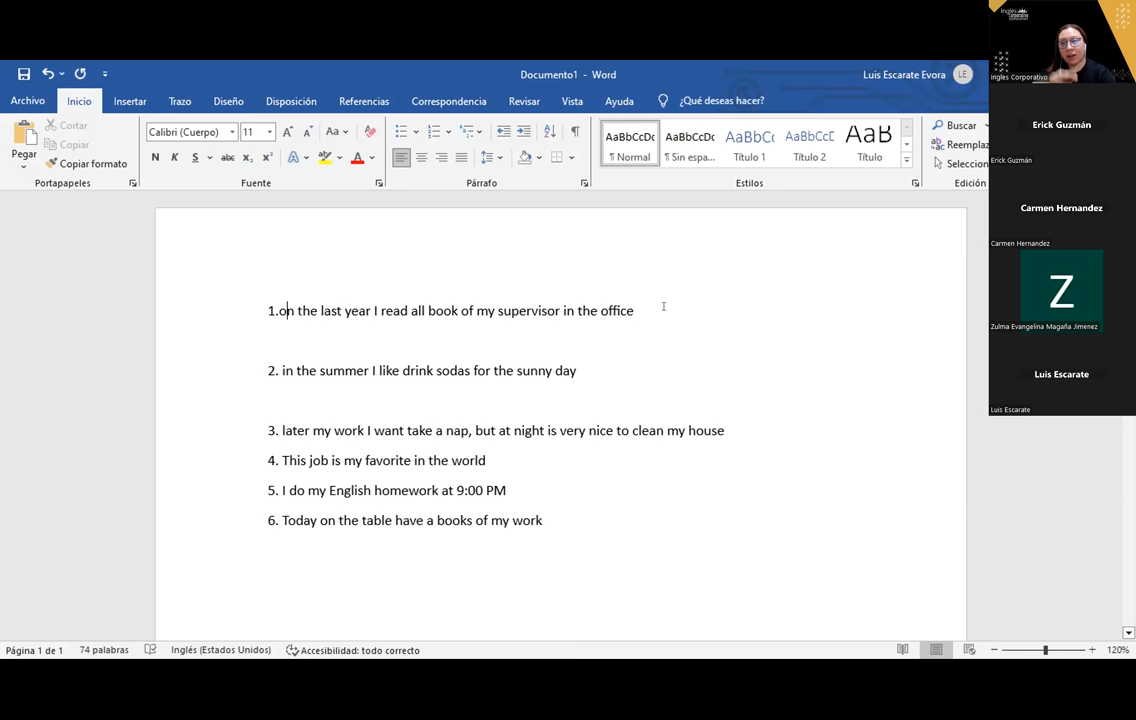 Documento1 - Word
Luis Escarate Evora
LE
Archivo Inicio Insertar Trazo Diseño Disposición Referencias Correspondencia Revisar Vista Ayuda ¿Qué deseas hacer?
Pegar
Cortar
Copiar
Copiar formato
Portapapeles
Calibri (Cuerpo) 11
Aa
N K S abc x₂ x² A A
Fuente
Párrafo
AaBbCcDc AaBbCcDc AaBbCc AaBbCcD AaB
¶ Normal ¶ Sin espa... Título 1 Título 2 Título
Estilos
Buscar
Reemplaz
Seleccion
Edición
1.on the last year I read all book of my supervisor in the office
2. in the summer I like drink sodas for the sunny day
3. later my work I want take a nap, but at night is very nice to clean my house
4. This job is my favorite in the world
5. I do my English homework at 9:00 PM
6. Today on the table have a books of my work
Página 1 de 1 74 palabras Inglés (Estados Unidos) Accesibilidad: todo correcto 120%
Inglés
Corporativo
Ingles Corporativo
Erick Guzmán
Erick Guzmán
Carmen Hernandez
Carmen Hernandez
Z
Zulma Evangelina Magaña Jimenez
Luis Escarate
Luis Escarate